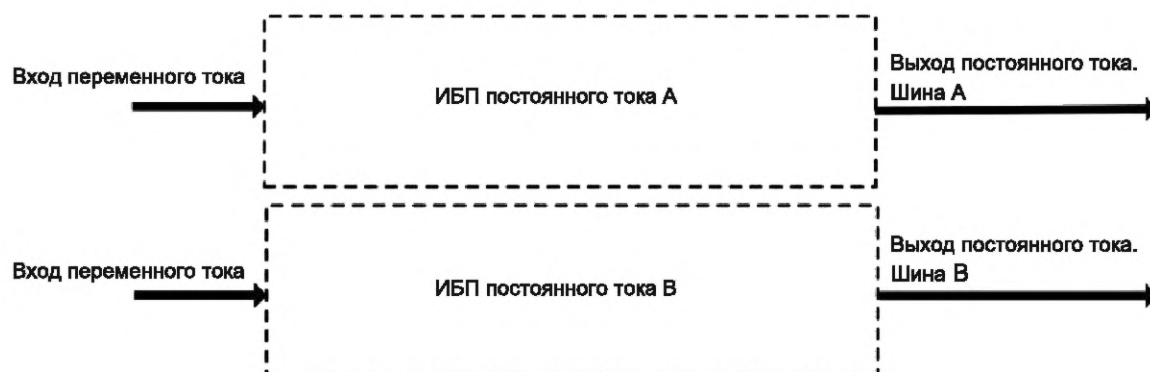 Вход переменного тока
ИБП постоянного тока А
Выход постоянного тока.
Шина А
Вход переменного тока
ИБП постоянного тока В
Выход постоянного тока.
Шина В